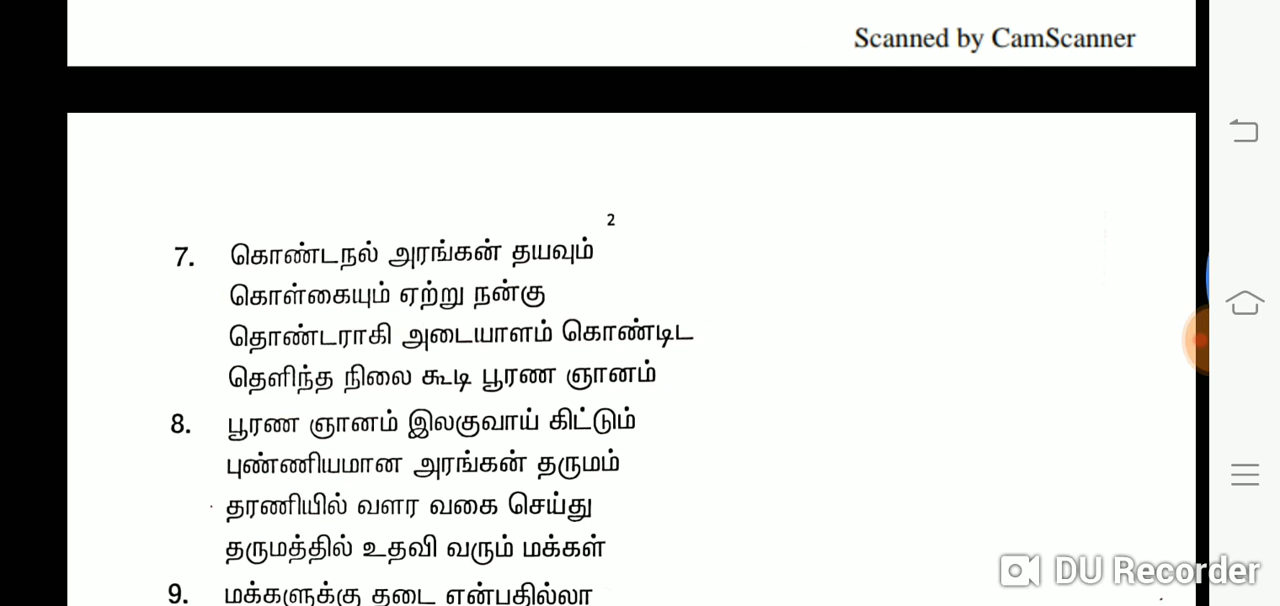 Scanned by CamScanner
2
7. கொண்டநல் அரங்கன் தயவும்
கொள்கையும் ஏற்று நன்கு
தொண்டராகி அடையாளம் கொண்டிட
தெளிந்த நிலை கூடி பூரண ஞானம்
8. பூரண ஞானம் இலகுவாய் கிட்டும்
புண்ணியமான அரங்கன் தருமம்
தரணியில் வளர வகை செய்து
தருமத்தில் உதவி வரும் மக்கள்
9. மக்களுக்கு தடை என்பதில்லா
DU Recorder